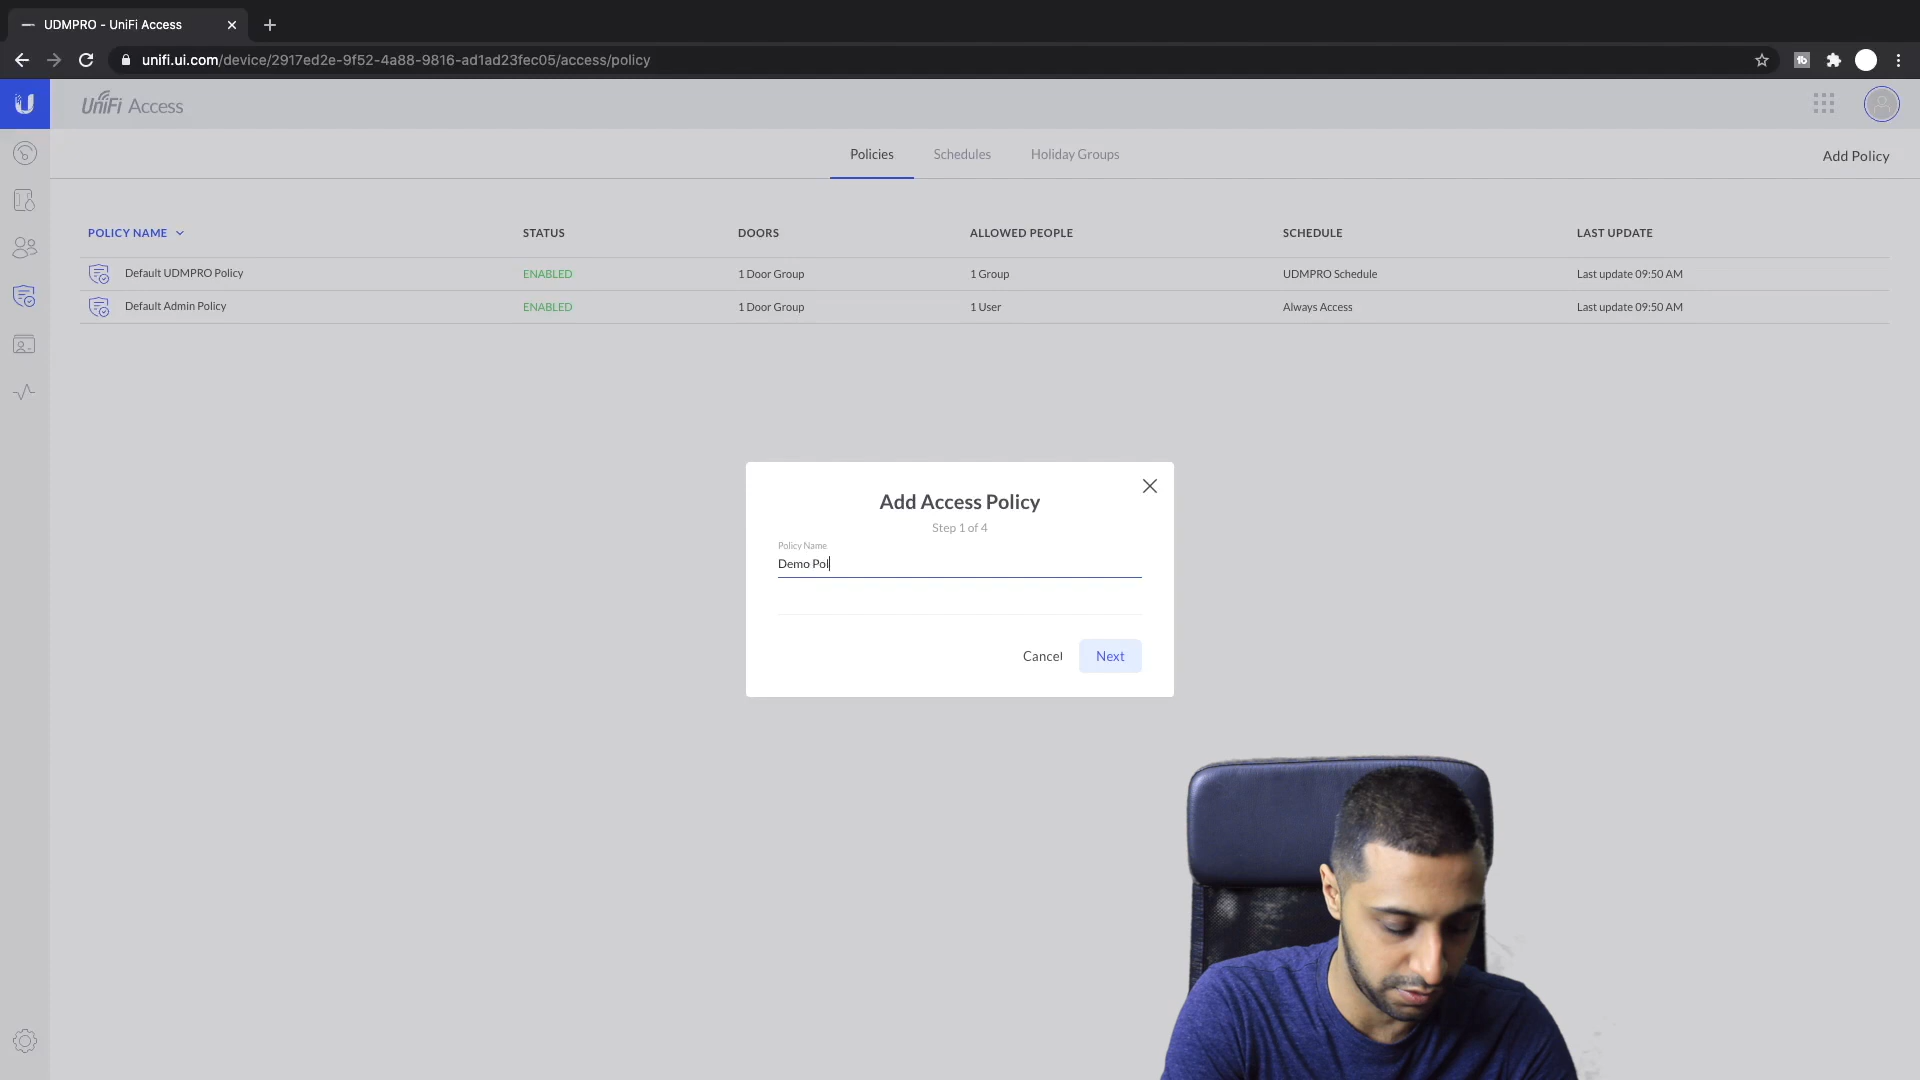 UDMPRO - UniFi Access
unifi.ui.com/device/2917ed2e-9f52-4a88-9816-ad1ad23fec05/access/policy
UniFi Access
Policies Schedules Holiday Groups Add Policy
POLICY NAME STATUS DOORS ALLOWED PEOPLE SCHEDULE LAST UPDATE
Default UDMPRO Policy ENABLED 1 Door Group 1 Group UDMPRO Schedule Last update 09:50 AM
Default Admin Policy ENABLED 1 Door Group 1 User Always Access Last update 09:50 AM
Add Access Policy
Step 1 of 4
Policy Name
Demo Pol
Cancel Next